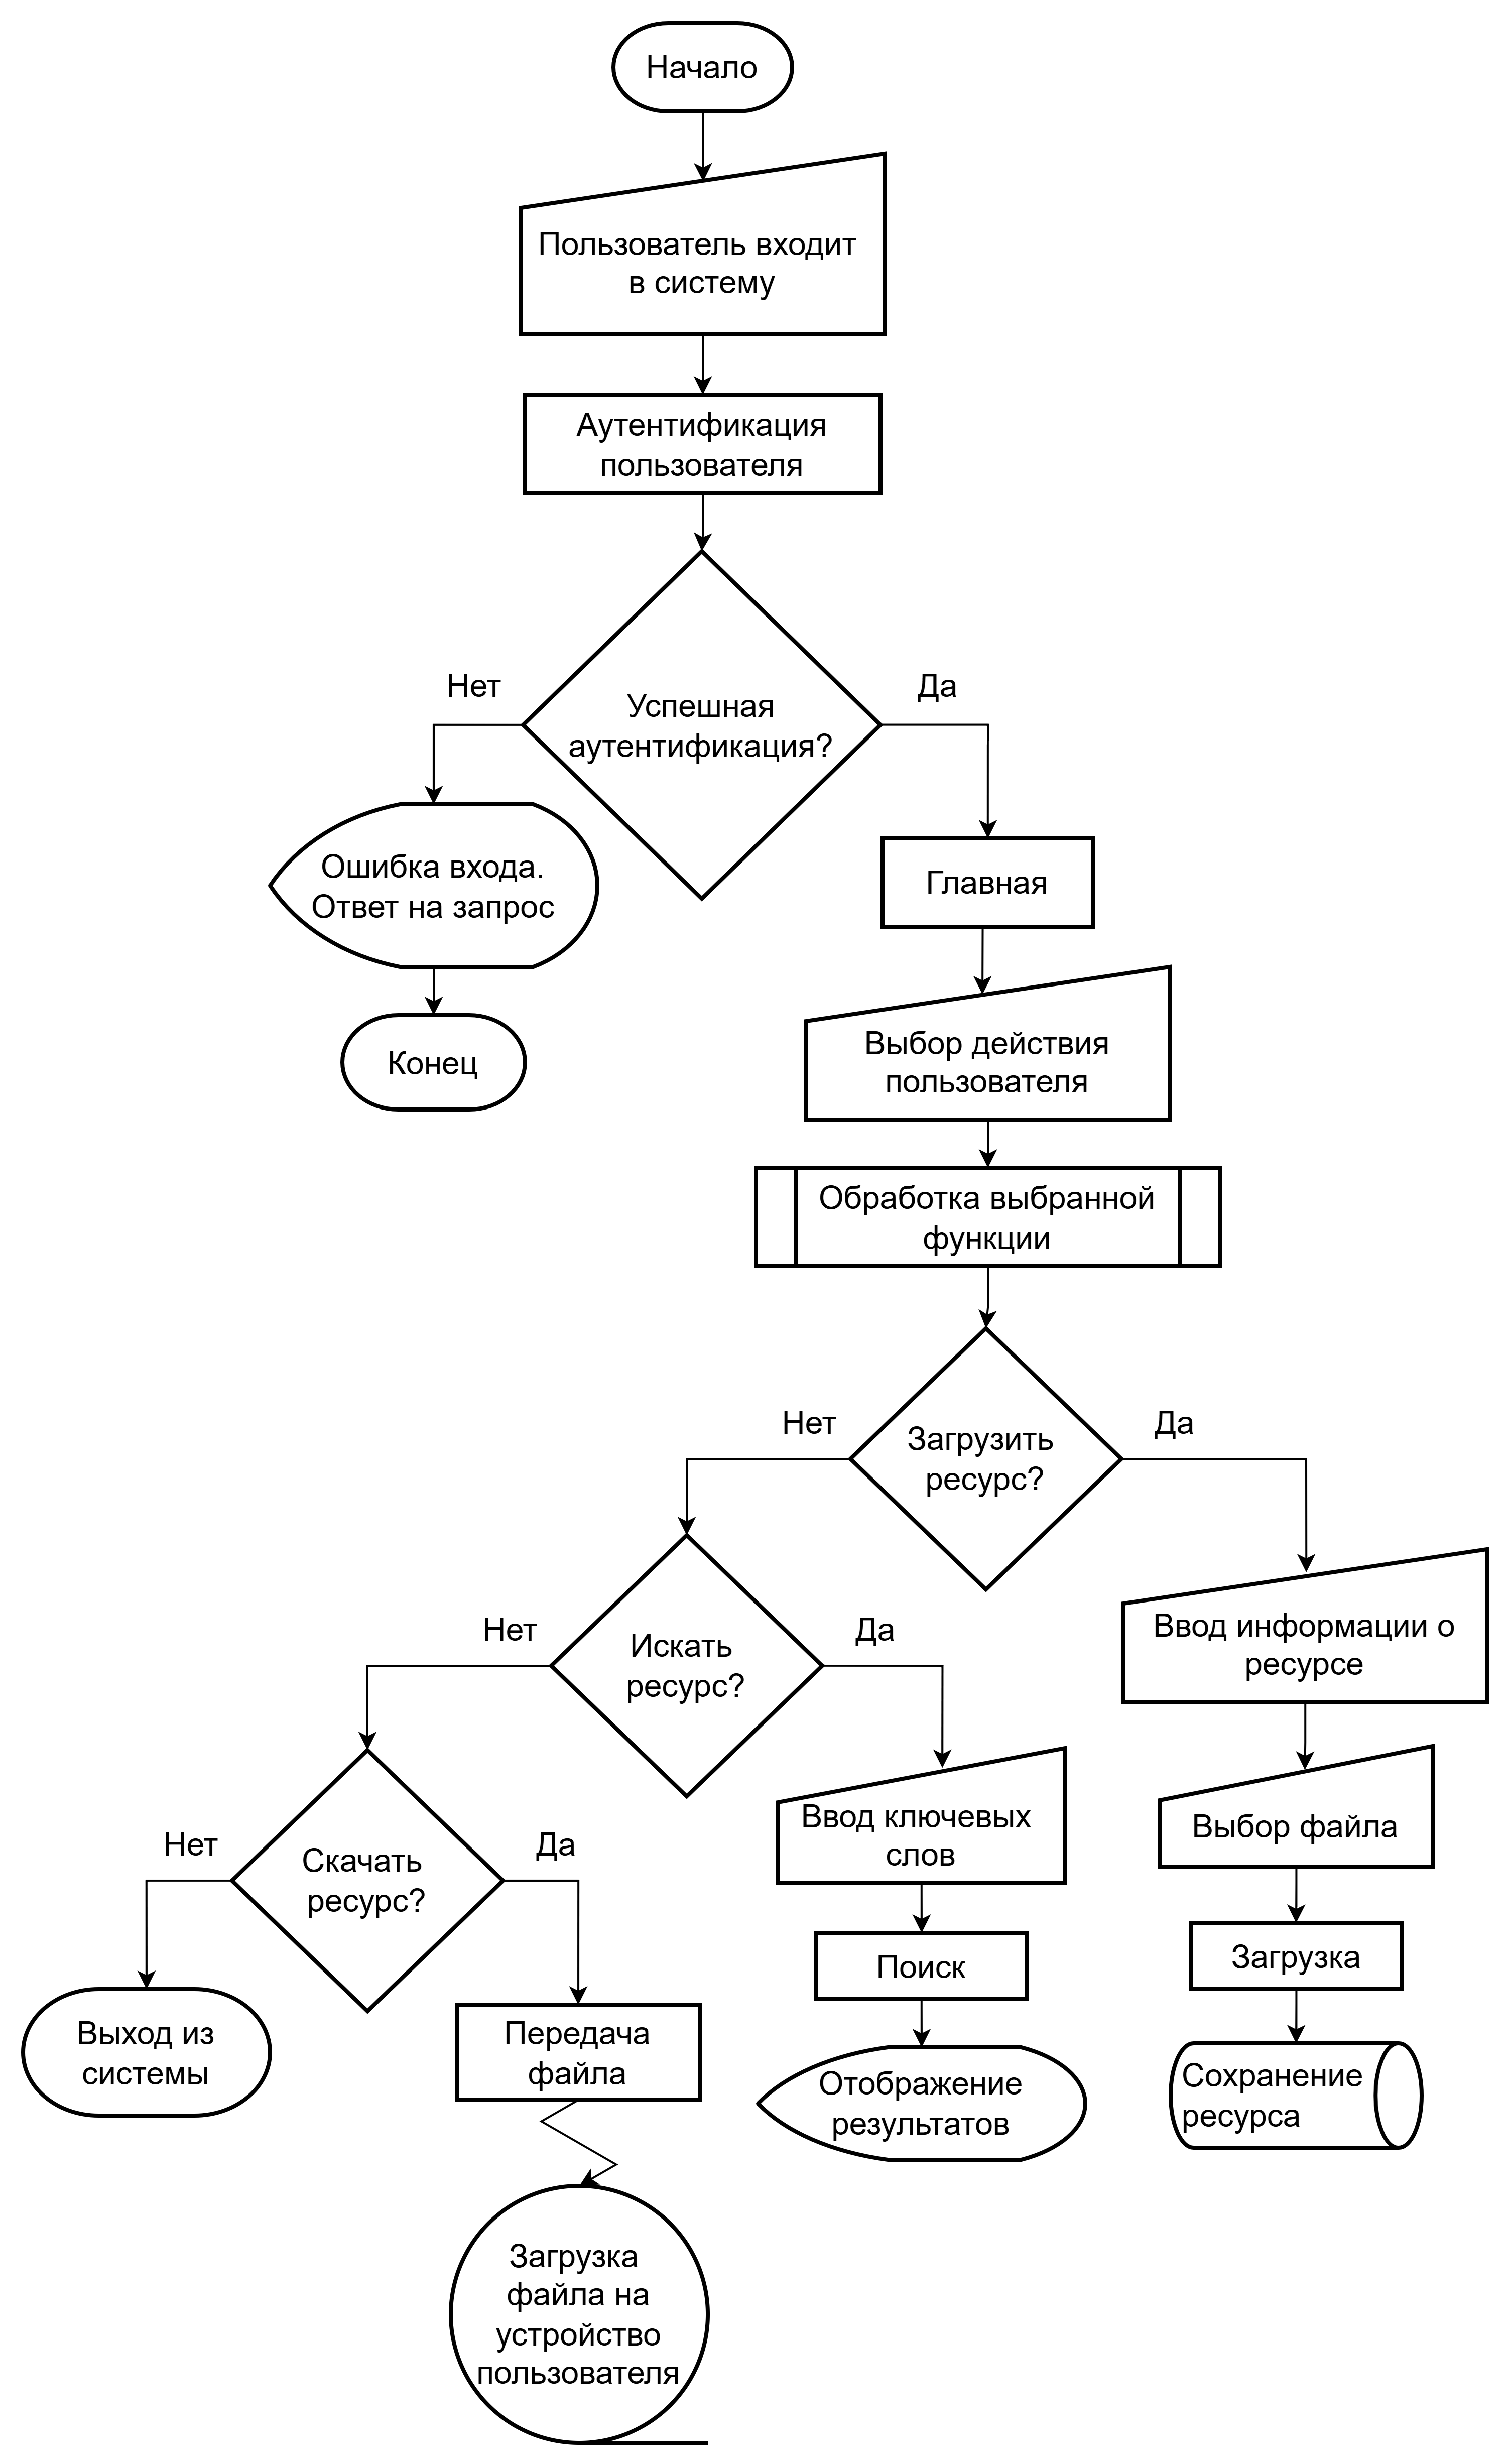 Начало
Пользователь входит
в систему
Аутентификация
пользователя
Успешная
аутентификация?
Нет
Да
Ошибка входа.
Ответ на запрос
Конец
Главная
Выбор действия
пользователя
Обработка выбранной
функции
Загрузить
ресурс?
Нет
Да
Искать
ресурс?
Нет
Да
Ввод информации о
ресурсе
Выбор файла
Загрузка
Сохранение
ресурса
Ввод ключевых
слов
Поиск
Отображение
результатов
Скачать
ресурс?
Нет
Да
Выход из
системы
Передача
файла
Загрузка
файла на
устройство
пользователя